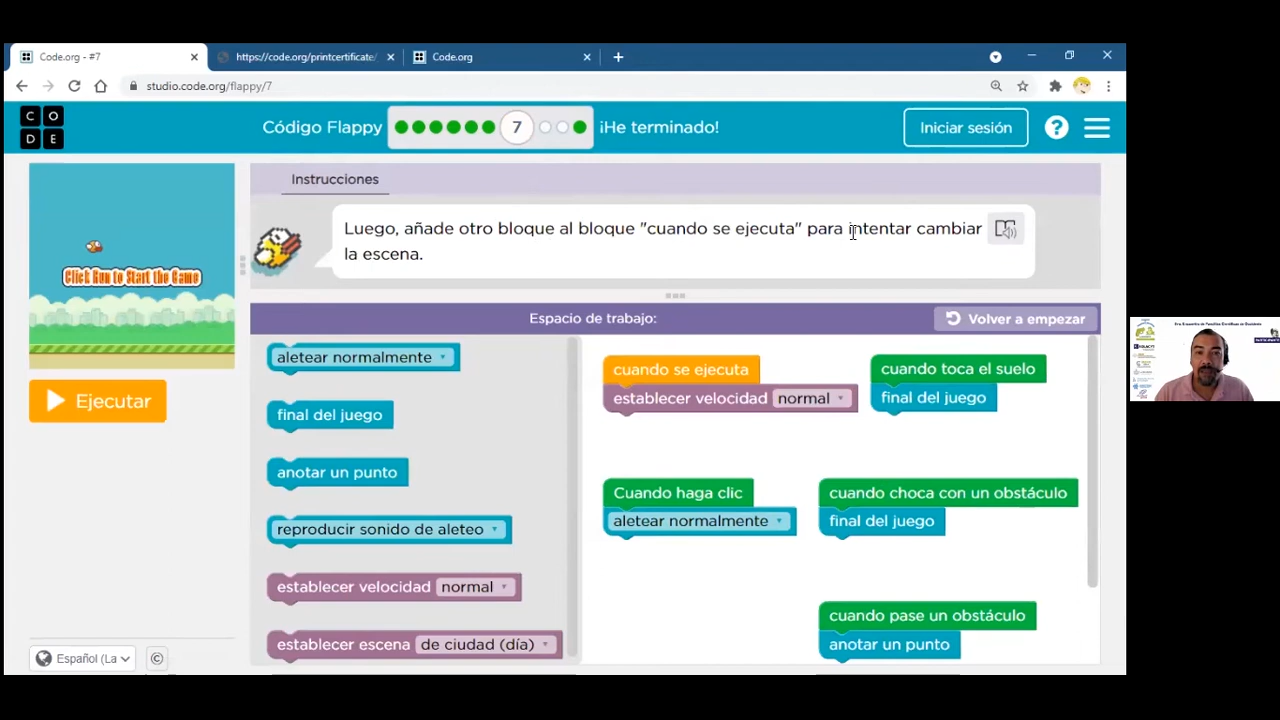 Code.org - #7
https://code.org/printcertificate/
Code.org
studio.code.org/flappy/7
C O
D E
Código Flappy
7
¡He terminado!
Iniciar sesión
?
Instrucciones
Luego, añade otro bloque al bloque "cuando se ejecuta" para intentar cambiar
la escena.
Click Run to Start the Game
Ejecutar
Espacio de trabajo:
Volver a empezar
aletear normalmente
final del juego
anotar un punto
reproducir sonido de aleteo
establecer velocidad normal
establecer escena de ciudad (día)
cuando se ejecuta
establecer velocidad normal
cuando toca el suelo
final del juego
Cuando haga clic
aletear normalmente
cuando choca con un obstáculo
final del juego
cuando pase un obstáculo
anotar un punto
Español (La
©